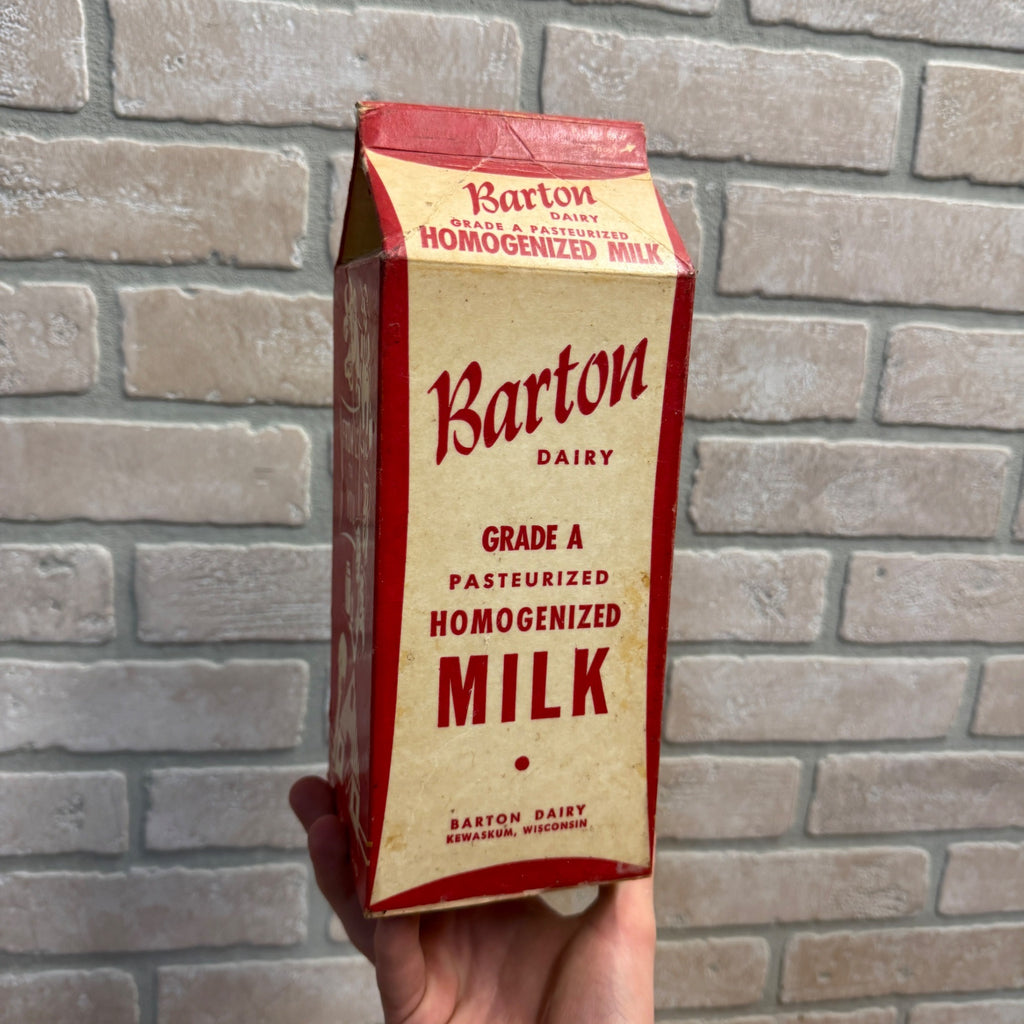 Barton
DAIRY
GRADE A PASTEURIZED
HOMOGENIZED MILK
Barton
DAIRY
GRADE A
PASTEURIZED
HOMOGENIZED
MILK
BARTON DAIRY
KEWASKUM, WISCONSIN